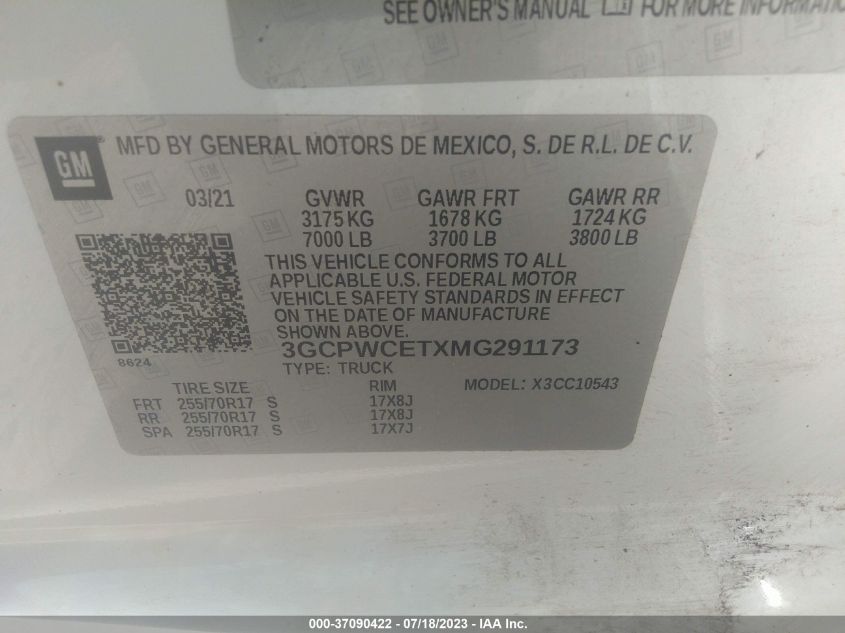 SEE OWNER'S MANUAL FOR MORE INFORMATION
GM
MFD BY GENERAL MOTORS DE MEXICO, S. DE R.L. DE C.V.
03/21 GVWR GAWR FRT GAWR RR
3175 KG 1678 KG 1724 KG
7000 LB 3700 LB 3800 LB
THIS VEHICLE CONFORMS TO ALL
APPLICABLE U.S. FEDERAL MOTOR
VEHICLE SAFETY STANDARDS IN EFFECT
ON THE DATE OF MANUFACTURE
SHOWN ABOVE.
8624
3GCPWCETXMG291173
TYPE: TRUCK
TIRE SIZE RIM MODEL: X3CC10543
FRT 255/70R17 S 17X8J
RR 255/70R17 S 17X8J
SPA 255/70R17 S 17X7J
000-37090422 - 07/18/2023 - IAA Inc.